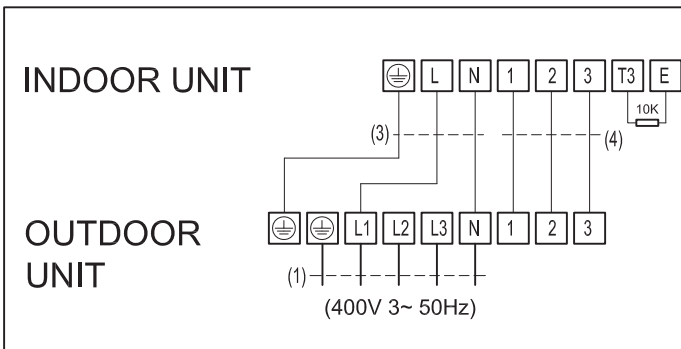 INDOOR UNIT
L N 1 2 3 T3 E
10K
(3) (4)
OUTDOOR
UNIT
L1 L2 L3 N 1 2 3
(1)
(400V 3~ 50Hz)